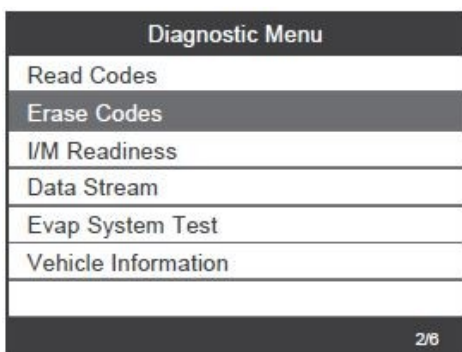 Diagnostic Menu
Read Codes
Erase Codes
I/M Readiness
Data Stream
Evap System Test
Vehicle Information
2/6